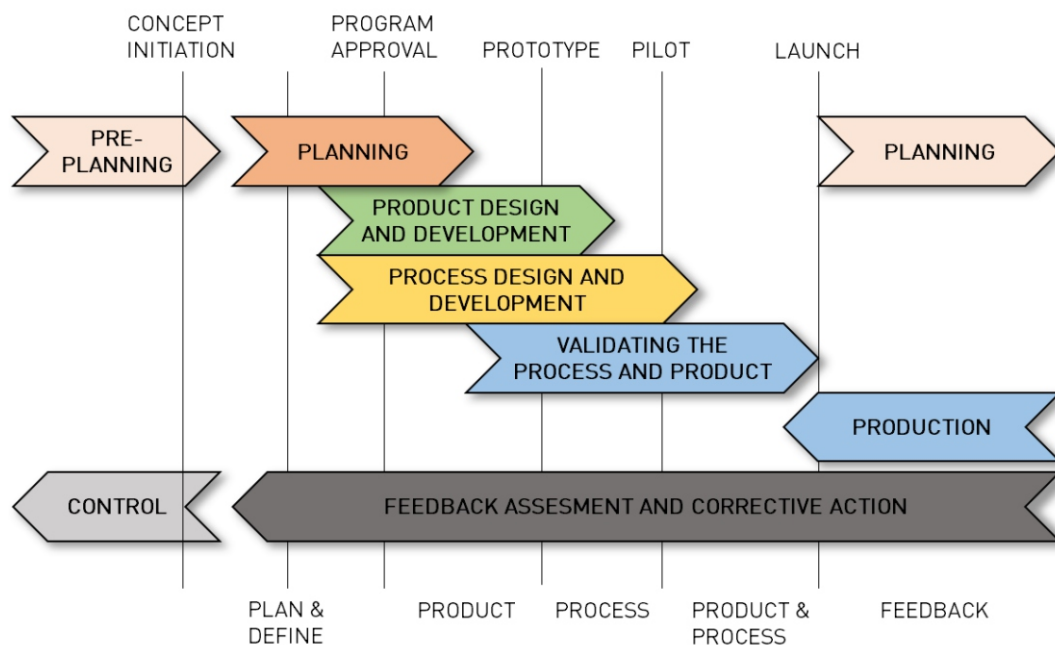 CONCEPT
INITIATION
PROGRAM
APPROVAL
PROTOTYPE
PILOT
LAUNCH
PRE-
PLANNING
PLANNING
PLANNING
PRODUCT DESIGN
AND DEVELOPMENT
PROCESS DESIGN AND
DEVELOPMENT
VALIDATING THE
PROCESS AND PRODUCT
PRODUCTION
CONTROL
FEEDBACK ASSESMENT AND CORRECTIVE ACTION
PLAN &
DEFINE
PRODUCT
PROCESS
PRODUCT &
PROCESS
FEEDBACK